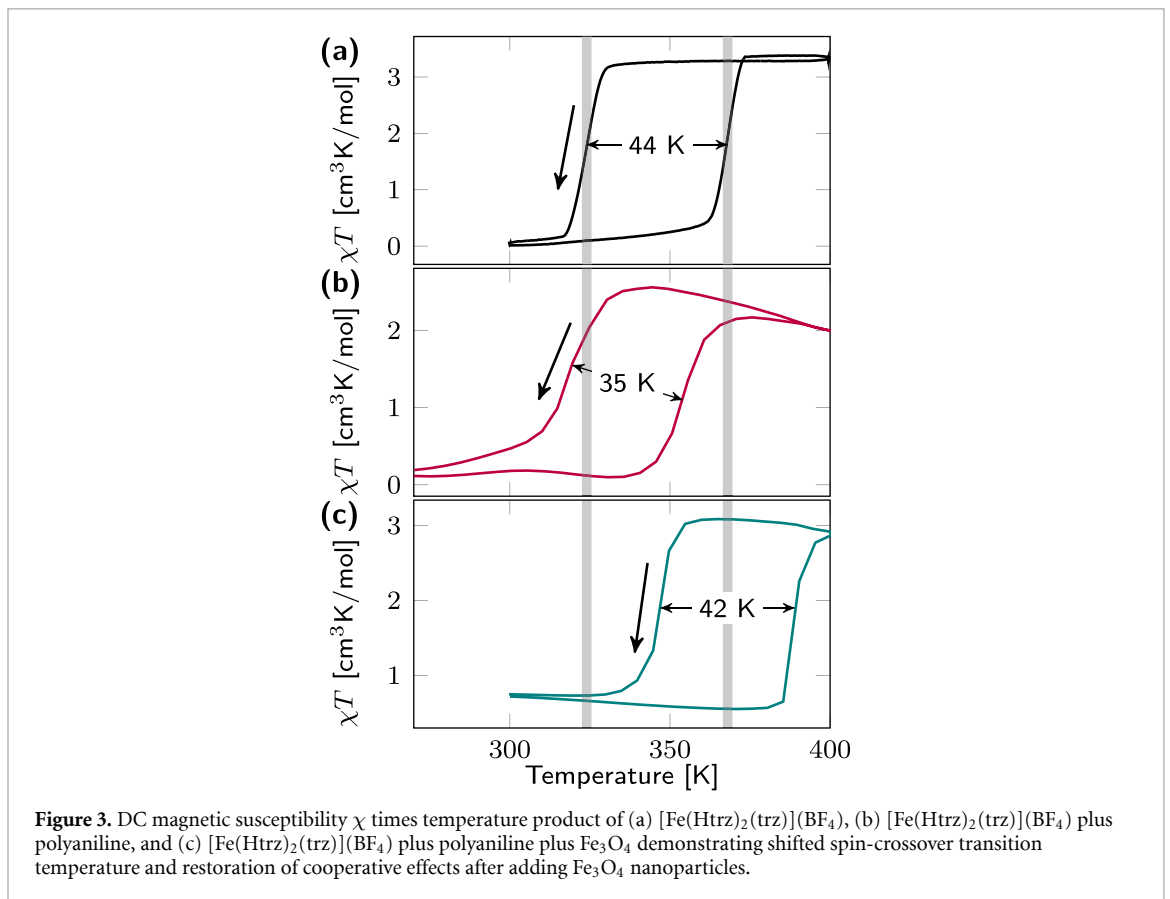 (a)
χT [cm³K/mol]
3
2
1
0
44 K
(b)
χT [cm³K/mol]
2
1
0
35 K
(c)
χT [cm³K/mol]
3
2
1
42 K
300 350 400
Temperature [K]
Figure 3. DC magnetic susceptibility χ times temperature product of (a) [Fe(Htrz)₂(trz)](BF₄), (b) [Fe(Htrz)₂(trz)](BF₄) plus
polyaniline, and (c) [Fe(Htrz)₂(trz)](BF₄) plus polyaniline plus Fe₃O₄ demonstrating shifted spin-crossover transition
temperature and restoration of cooperative effects after adding Fe₃O₄ nanoparticles.